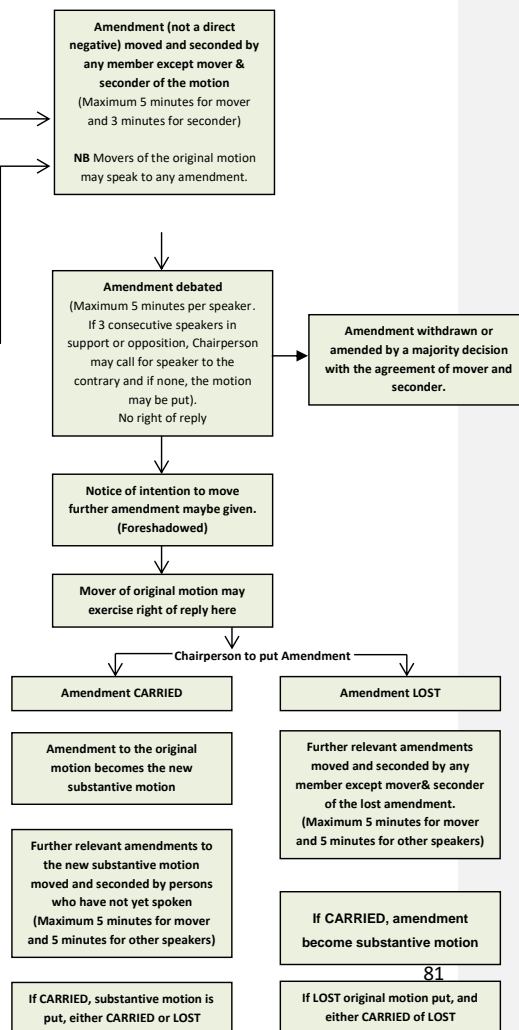 Amendment (not a direct
negative) moved and seconded by
any member except mover &
seconder of the motion
(Maximum 5 minutes for mover
and 3 minutes for seconder)
NB Movers of the original motion
may speak to any amendment.
Amendment debated
(Maximum 5 minutes per speaker.
If 3 consecutive speakers in
support or opposition, Chairperson
may call for speaker to the
contrary and if none, the motion
may be put).
No right of reply
Amendment withdrawn or
amended by a majority decision
with the agreement of mover and
seconder.
Notice of intention to move
further amendment maybe given.
(Foreshadowed)
Mover of original motion may
exercise right of reply here
Chairperson to put Amendment
Amendment CARRIED
Amendment to the original
motion becomes the new
substantive motion
Further relevant amendments to
the new substantive motion
moved and seconded by persons
who have not yet spoken
(Maximum 5 minutes for mover
and 5 minutes for other speakers)
If CARRIED, substantive motion is
put, either CARRIED or LOST
Amendment LOST
Further relevant amendments
moved and seconded by any
member except mover& seconder
of the lost amendment.
(Maximum 5 minutes for mover
and 5 minutes for other speakers)
If CARRIED, amendment
become substantive motion
81
If LOST original motion put, and
either CARRIED of LOST